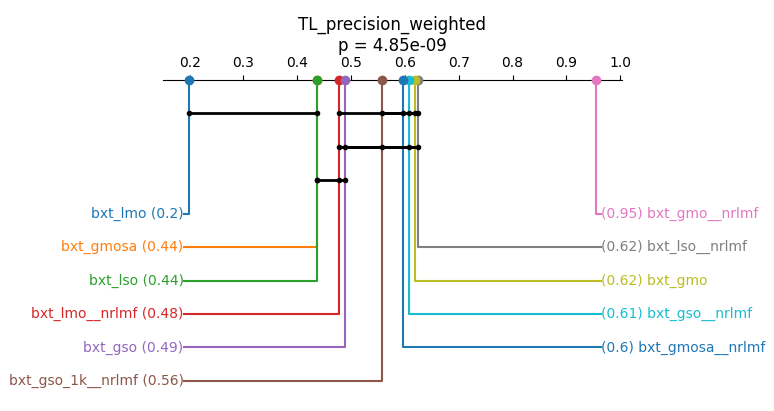 TL_precision_weighted
p = 4.85e-09
0.2 0.3 0.4 0.5 0.6 0.7 0.8 0.9 1.0
bxt_lmo (0.2)
(0.95) bxt_gmo__nrlmf
bxt_gmosa (0.44)
(0.62) bxt_lso__nrlmf
bxt_lso (0.44)
(0.62) bxt_gmo
bxt_lmo__nrlmf (0.48)
(0.61) bxt_gso__nrlmf
bxt_gso (0.49)
(0.6) bxt_gmosa__nrlmf
bxt_gso_1k__nrlmf (0.56)